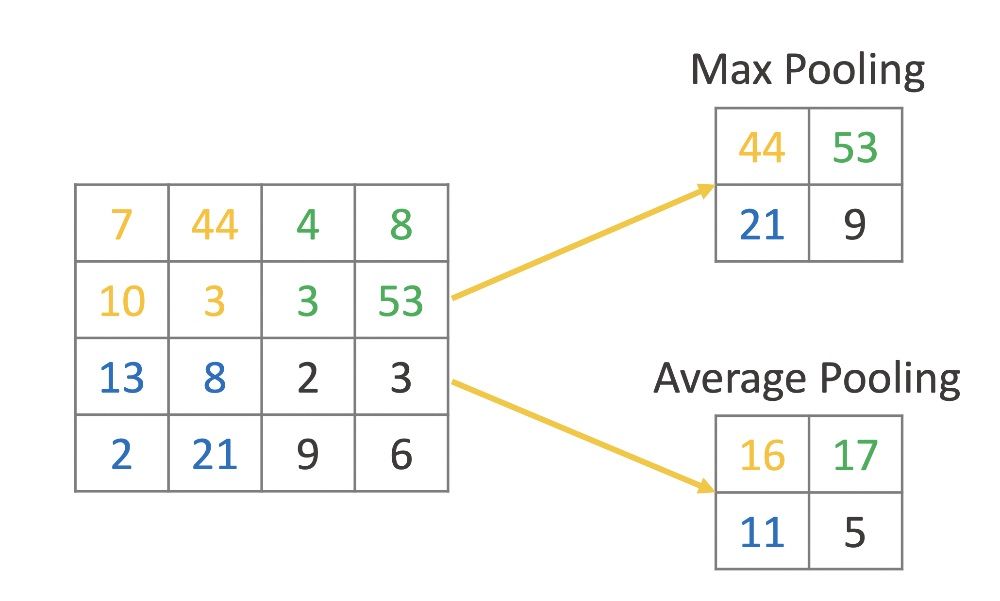 7 44 4 8
10 3 3 53
13 8 2 3
2 21 9 6
Max Pooling
44 53
21 9
Average Pooling
16 17
11 5